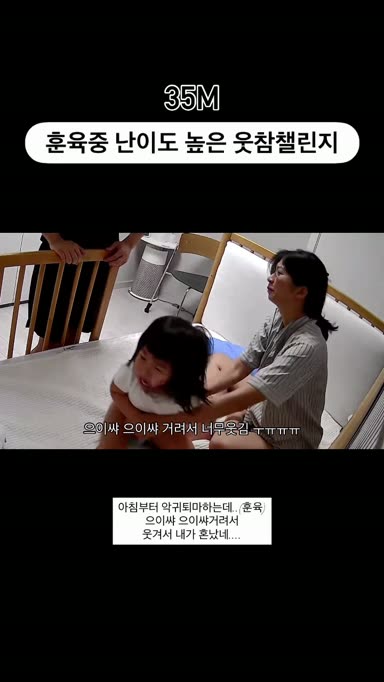 35M
훈육중 난이도 높은 웃참챌린지
으이쌰 으이쌰 거려서 너무웃김 ㅜㅠㅠㅠ
아침부터 악귀퇴마하는데..(훈육)
으이쌰 으이쌰거려서
웃겨서 내가 혼났네....